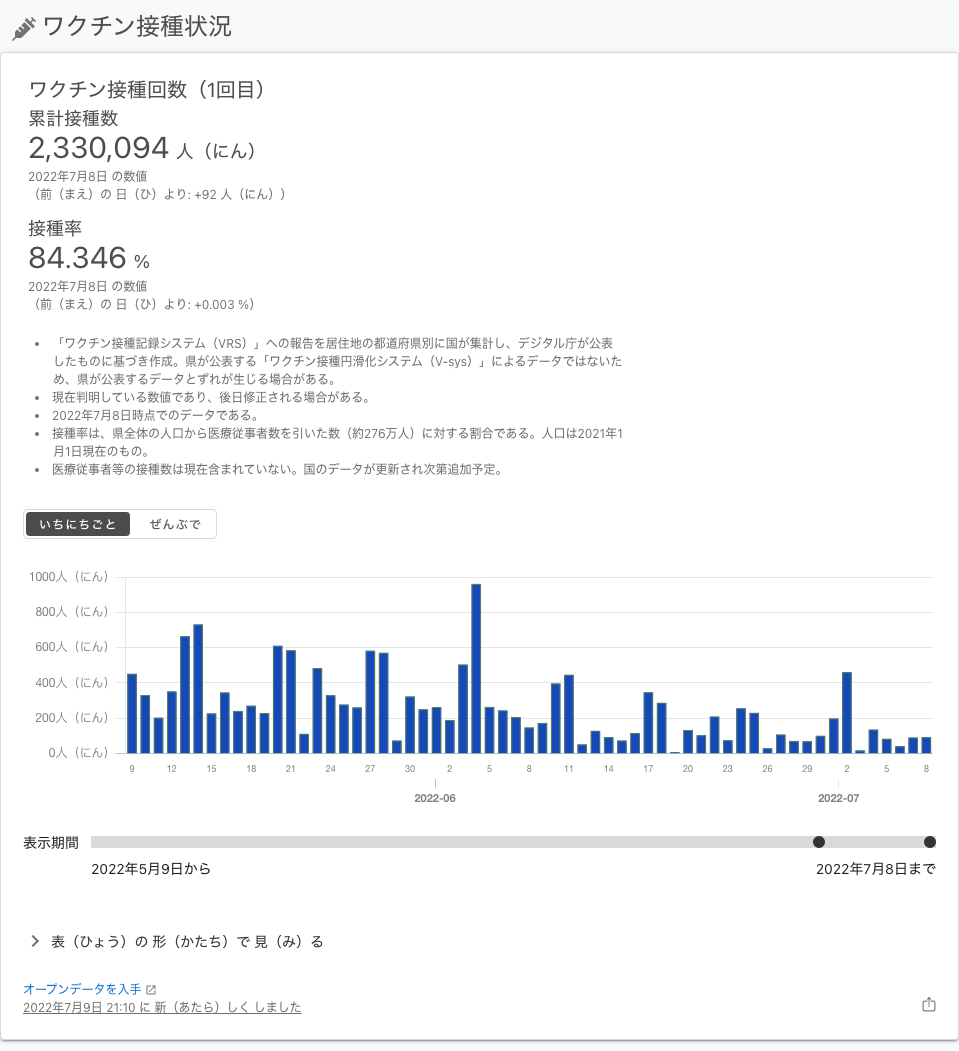 ワクチン接種状況
ワクチン接種回数（1回目）
累計接種数
2,330,094 人（にん）
2022年7月8日 の数値
（前（まえ）の 日（ひ）より: +92 人（にん））
接種率
84.346 %
2022年7月8日 の数値
（前（まえ）の 日（ひ）より: +0.003 %）
• 「ワクチン接種記録システム（VRS）」への報告を居住地の都道府県別に国が集計し、デジタル庁が公表
したものに基づき作成。県が公表する「ワクチン接種円滑化システム（V-sys）」によるデータではないた
め、県が公表するデータとずれが生じる場合がある。
• 現在判明している数値であり、後日修正される場合がある。
• 2022年7月8日時点でのデータである。
• 接種率は、県全体の人口から医療従事者数を引いた数（約276万人）に対する割合である。人口は2021年1
月1日現在のもの。
• 医療従事者等の接種数は現在含まれていない。国のデータが更新され次第追加予定。
いちにちごと ぜんぶで
1000人（にん）
800人（にん）
600人（にん）
400人（にん）
200人（にん）
0人（にん）
9 12 15 18 21 24 27 30 2 5 8 11 14 17 20 23 26 29 2 5 8
2022-06 2022-07
表示期間
2022年5月9日から 2022年7月8日まで
表（ひょう）の 形（かたち）で 見（み）る
オープンデータを入手
2022年7月9日 21:10 に 新（あたら）しく しました